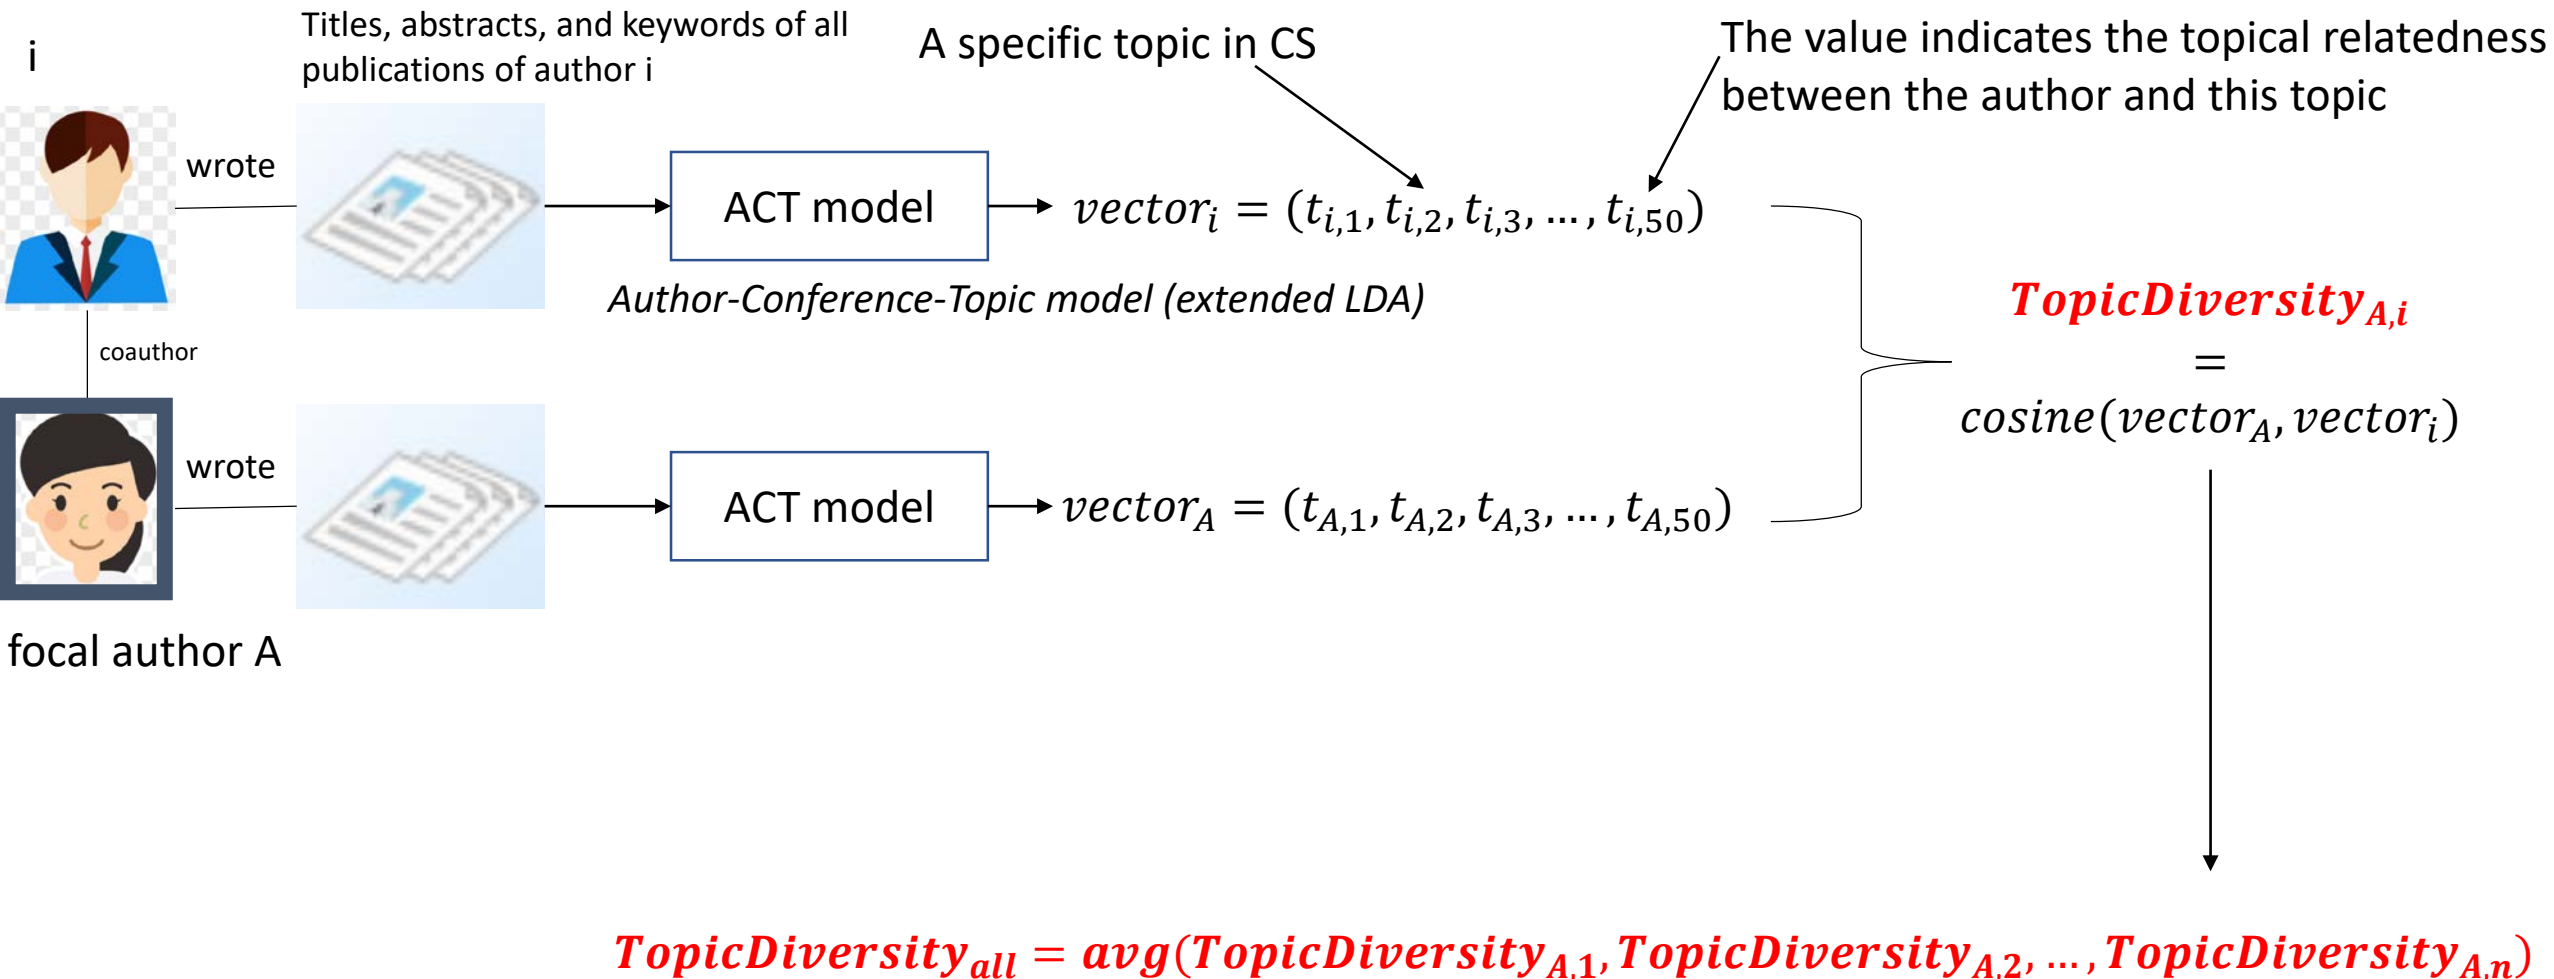 i
Titles, abstracts, and keywords of all
publications of author i
A specific topic in CS
The value indicates the topical relatedness
between the author and this topic
wrote
ACT model
vector_i = (t_{i,1}, t_{i,2}, t_{i,3}, … , t_{i,50})
Author-Conference-Topic model (extended LDA)
coauthor
TopicDiversity_{A,i}
=
cosine(vector_A, vector_i)
wrote
ACT model
vector_A = (t_{A,1}, t_{A,2}, t_{A,3}, … , t_{A,50})
focal author A
TopicDiversity_{all} = avg(TopicDiversity_{A,1}, TopicDiversity_{A,2}, … , TopicDiversity_{A,n})